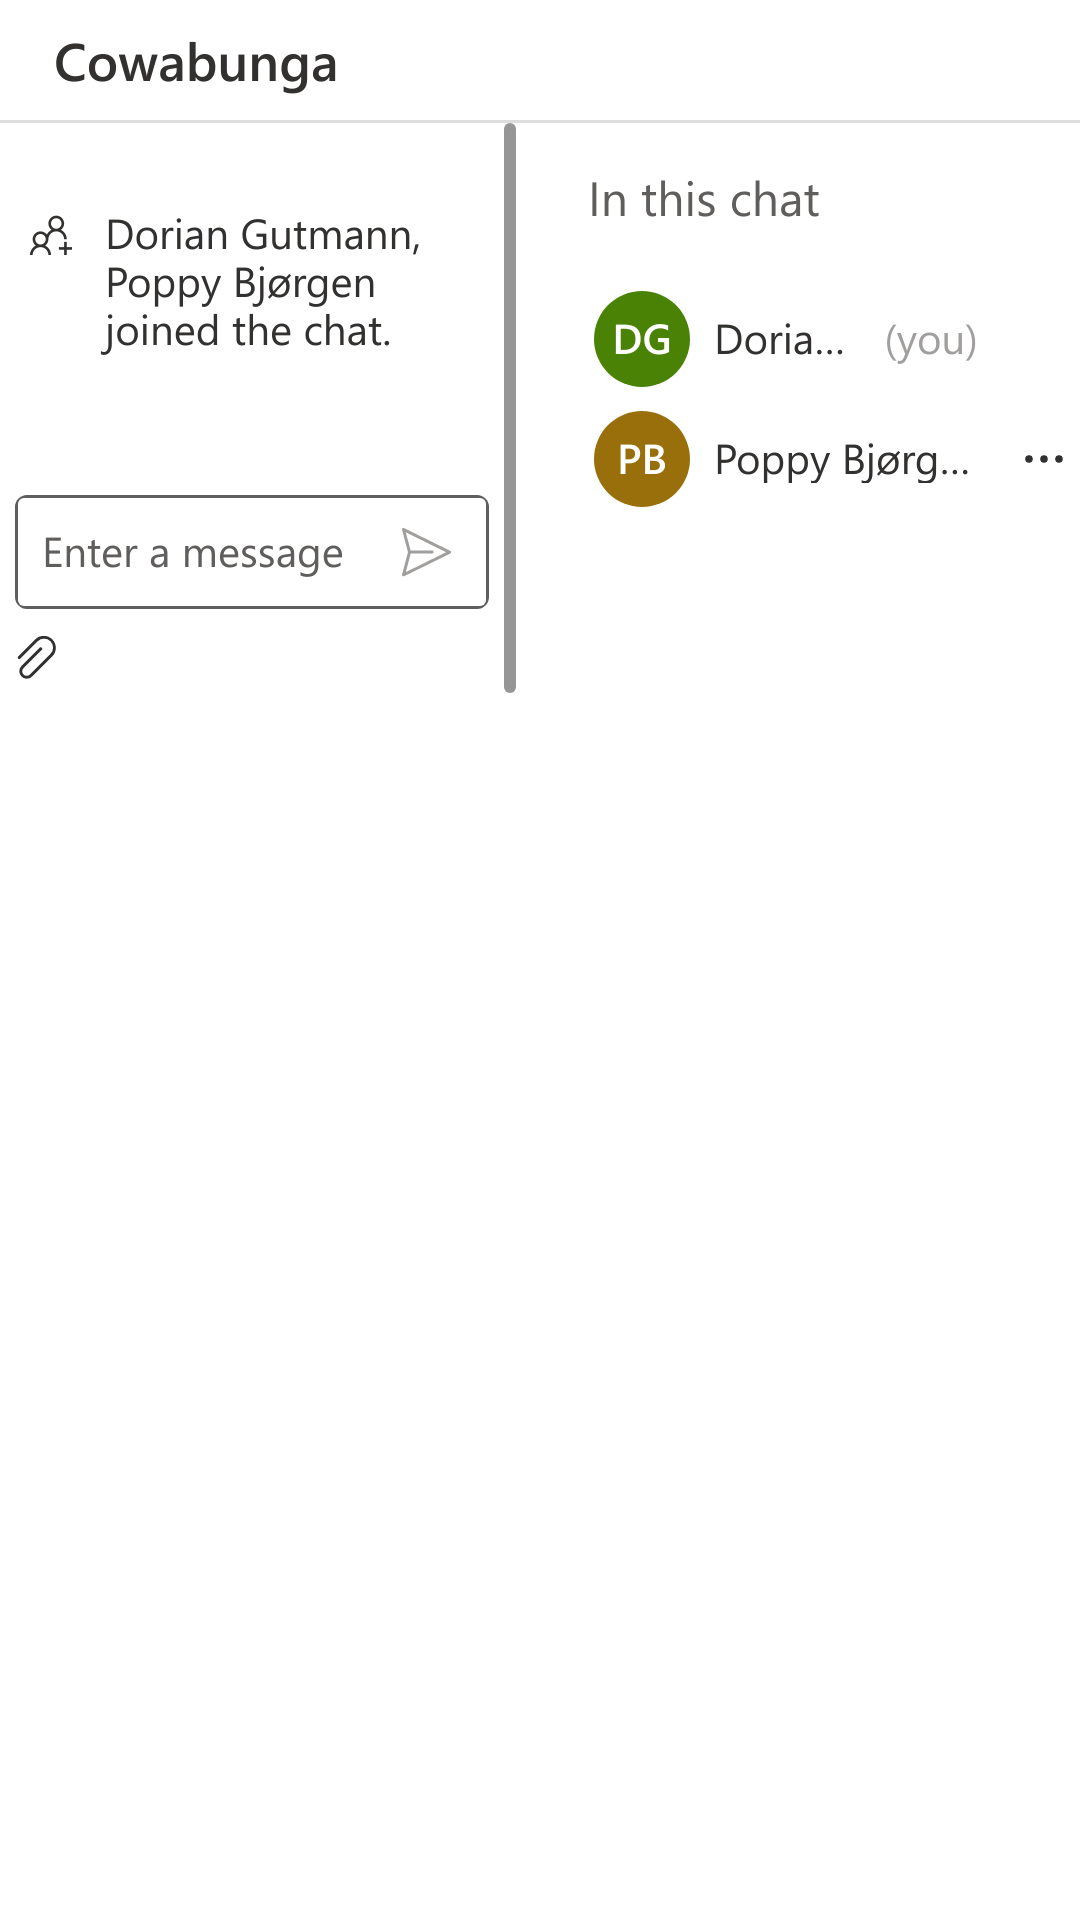 Cowabunga
Dorian Gutmann,
Poppy Bjørgen
joined the chat.
Enter a message
In this chat
DG Doria... (you)
PB Poppy Bjørg...